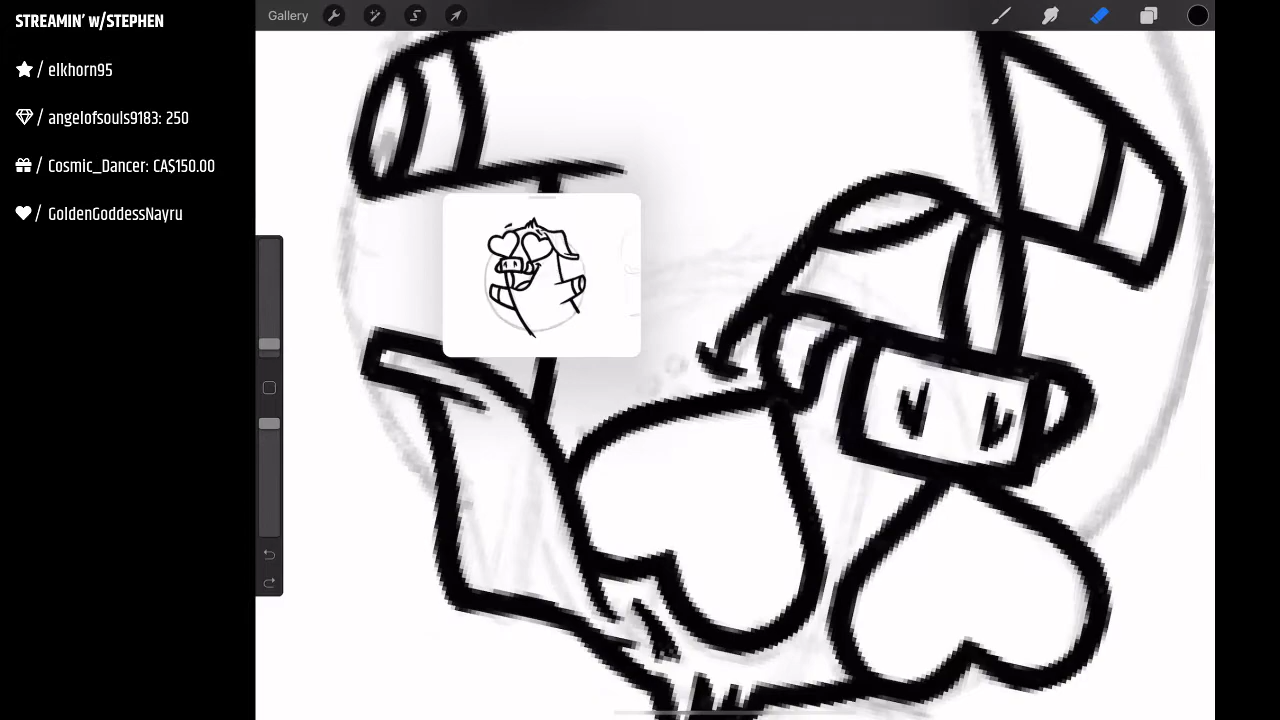 STREAMIN' w/STEPHEN
/ elkhorn95
/ angelofsouls9183: 250
/ Cosmic_Dancer: CA$150.00
/ GoldenGoddessNayru
Gallery